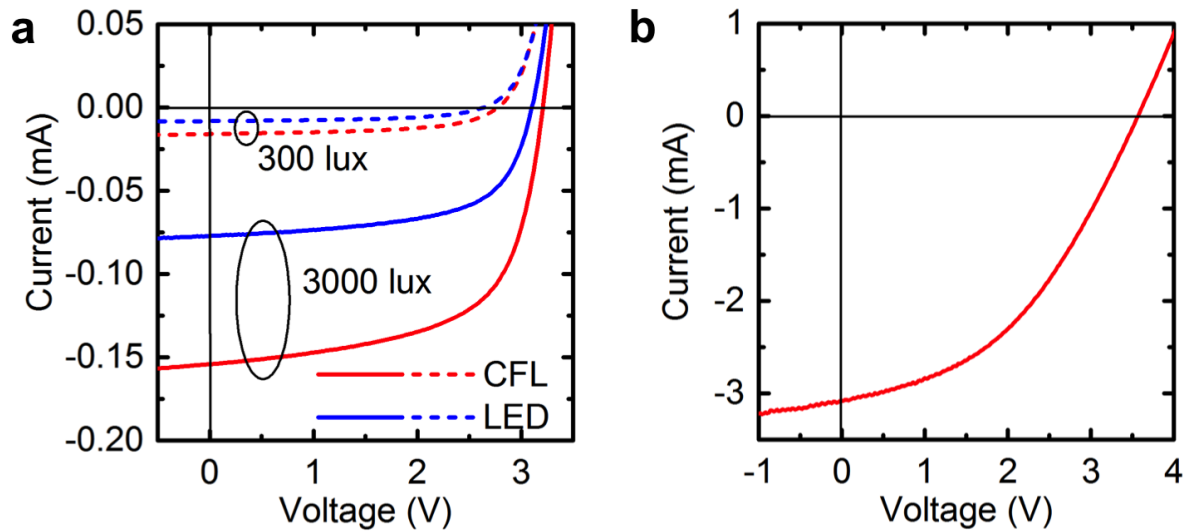 a
0.05
0.00
-0.05
-0.10
-0.15
-0.20
Current (mA)
300 lux
3000 lux
CFL
LED
0 1 2 3
Voltage (V)
b
1
0
-1
-2
-3
Current (mA)
-1 0 1 2 3 4
Voltage (V)